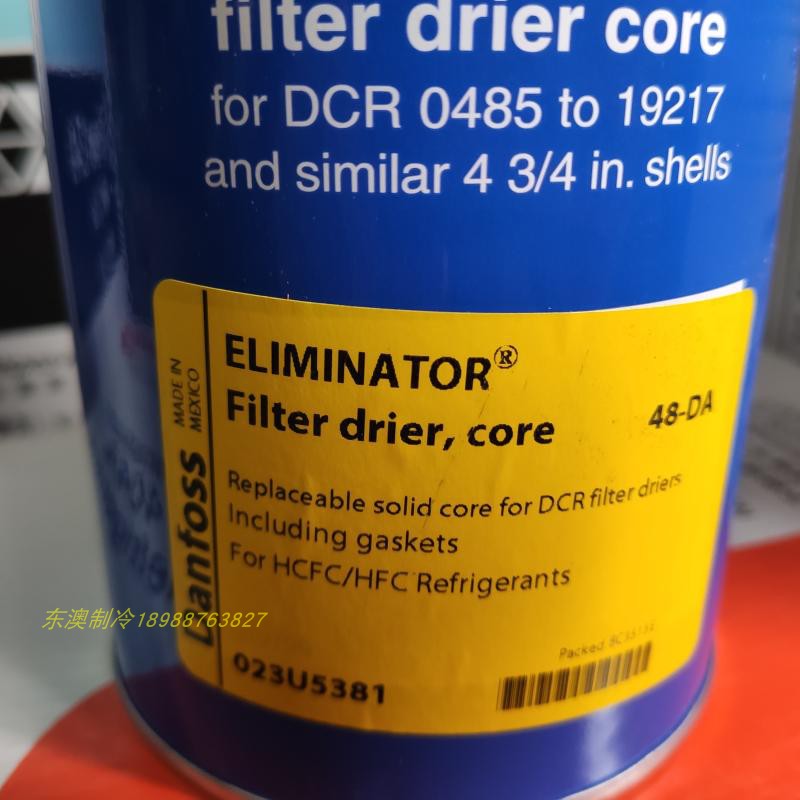 filter drier core
for DCR 0485 to 19217
and similar 4 3/4 in. shells
MADE IN
MEXICO
Danfoss
ELIMINATOR®
Filter drier, core
48-DA
Replaceable solid core for DCR filter driers
Including gaskets
For HCFC/HFC Refrigerants
Packed
023U5381
东澳制冷18988763827